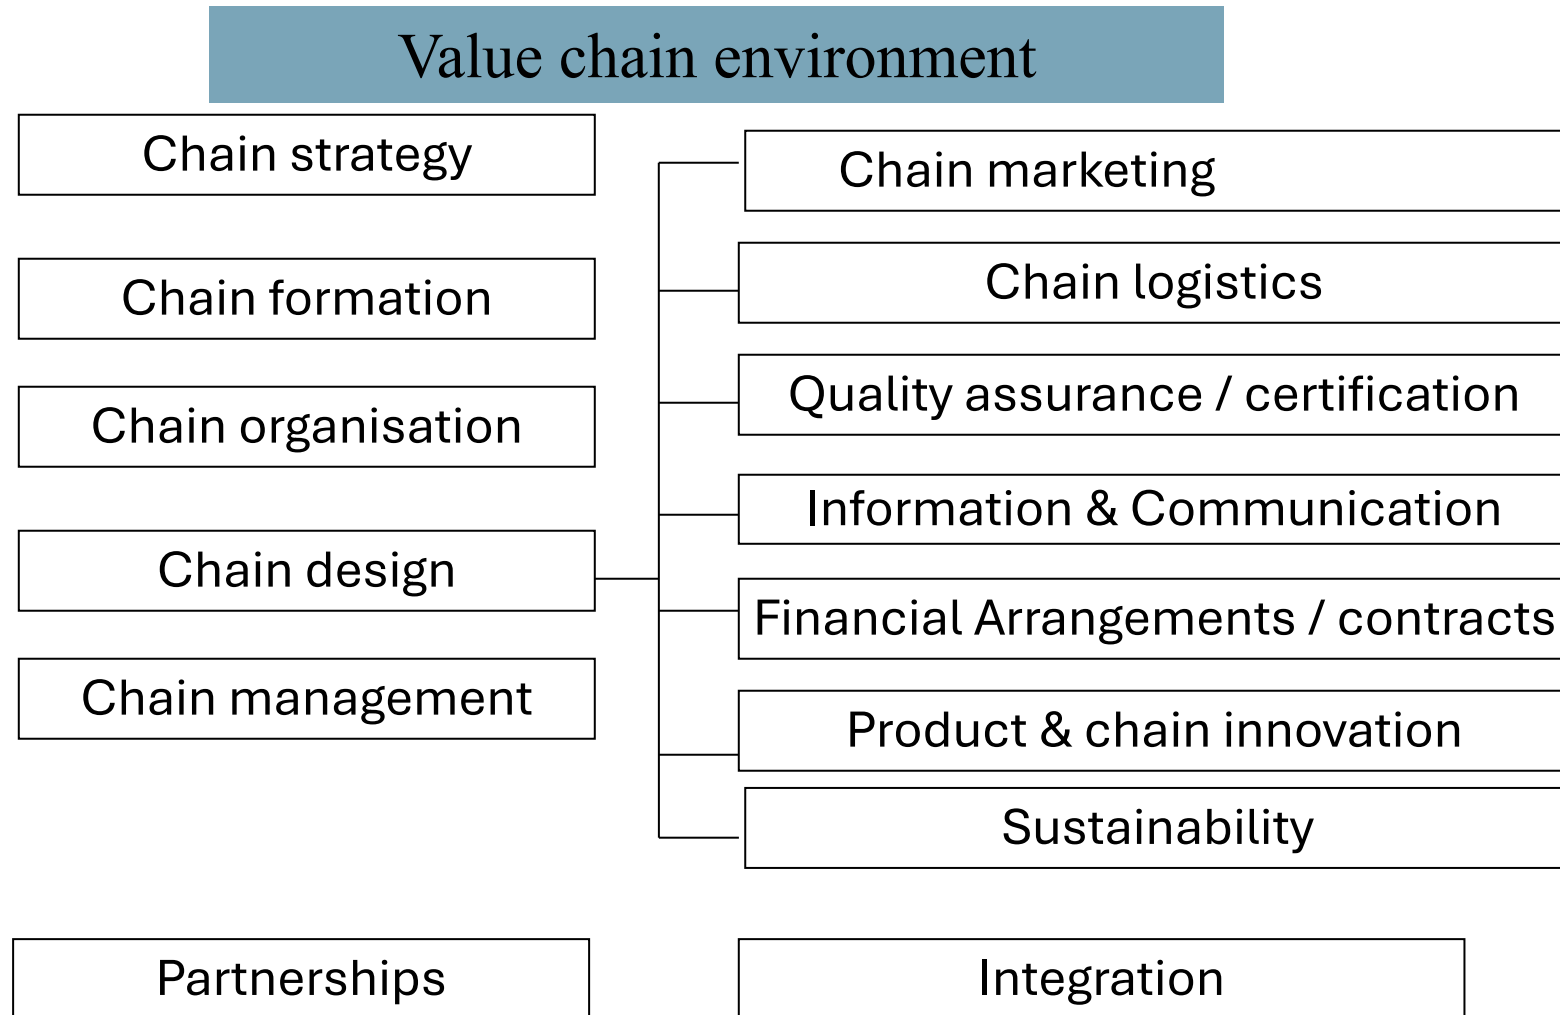 Value chain environment
Chain strategy
Chain formation
Chain organisation
Chain design
Chain management
Chain marketing
Chain logistics
Quality assurance / certification
Information & Communication
Financial Arrangements / contracts
Product & chain innovation
Sustainability
Partnerships
Integration